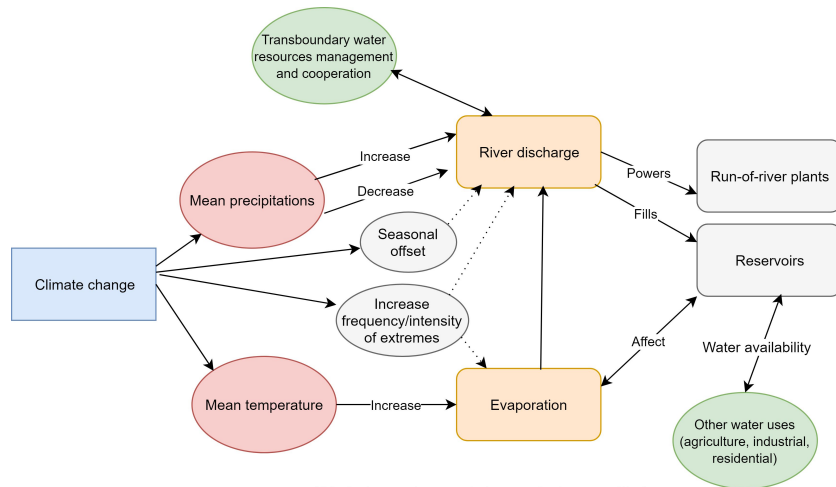 Transboundary water
resources management
and cooperation
Increase
River discharge
Powers
Run-of-river plants
Mean precipitations
Decrease
Fills
Seasonal
offset
Reservoirs
Climate change
Increase
frequency/intensity
of extremes
Affect
Water availability
Mean temperature
Increase
Evaporation
Other water uses
(agriculture, industrial,
residential)